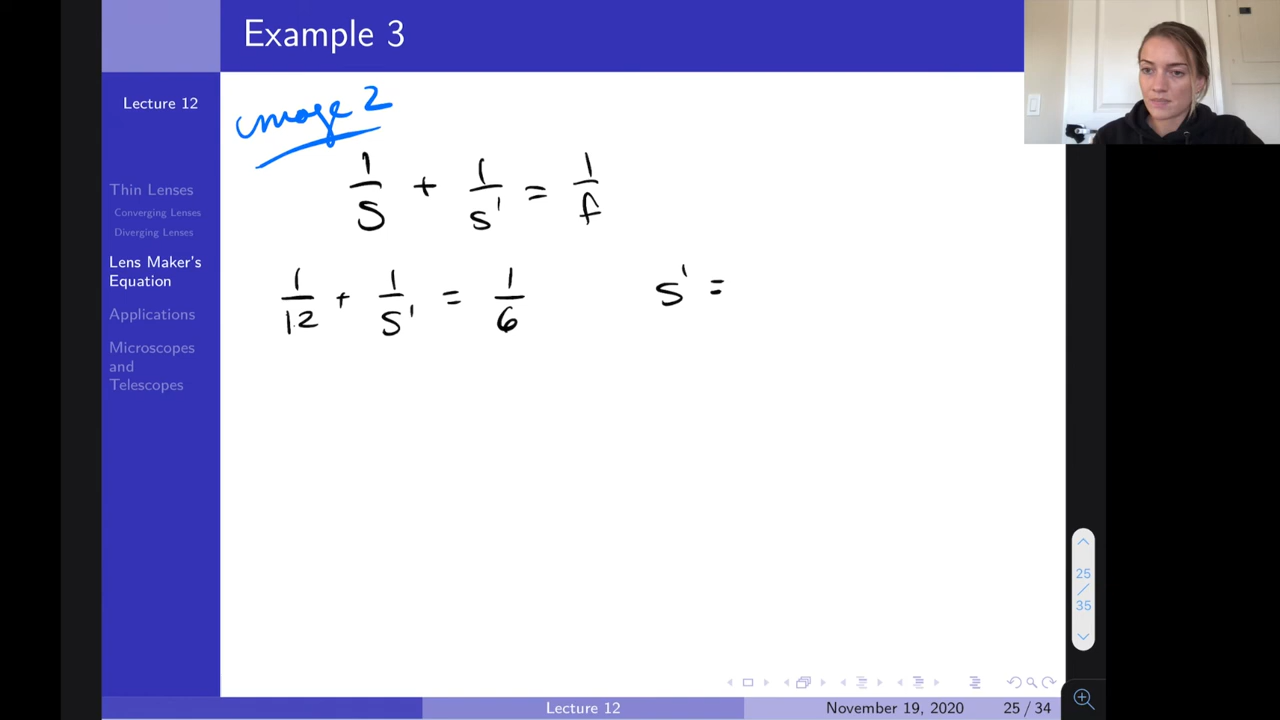 Example 3
Lecture 12
Thin Lenses
Converging Lenses
Diverging Lenses
Lens Maker's
Equation
Applications
Microscopes
and
Telescopes
image 2
1/s + 1/s' = 1/f
1/12 + 1/s' = 1/6
s' =
25
/
35
Lecture 12
November 19, 2020
25 / 34